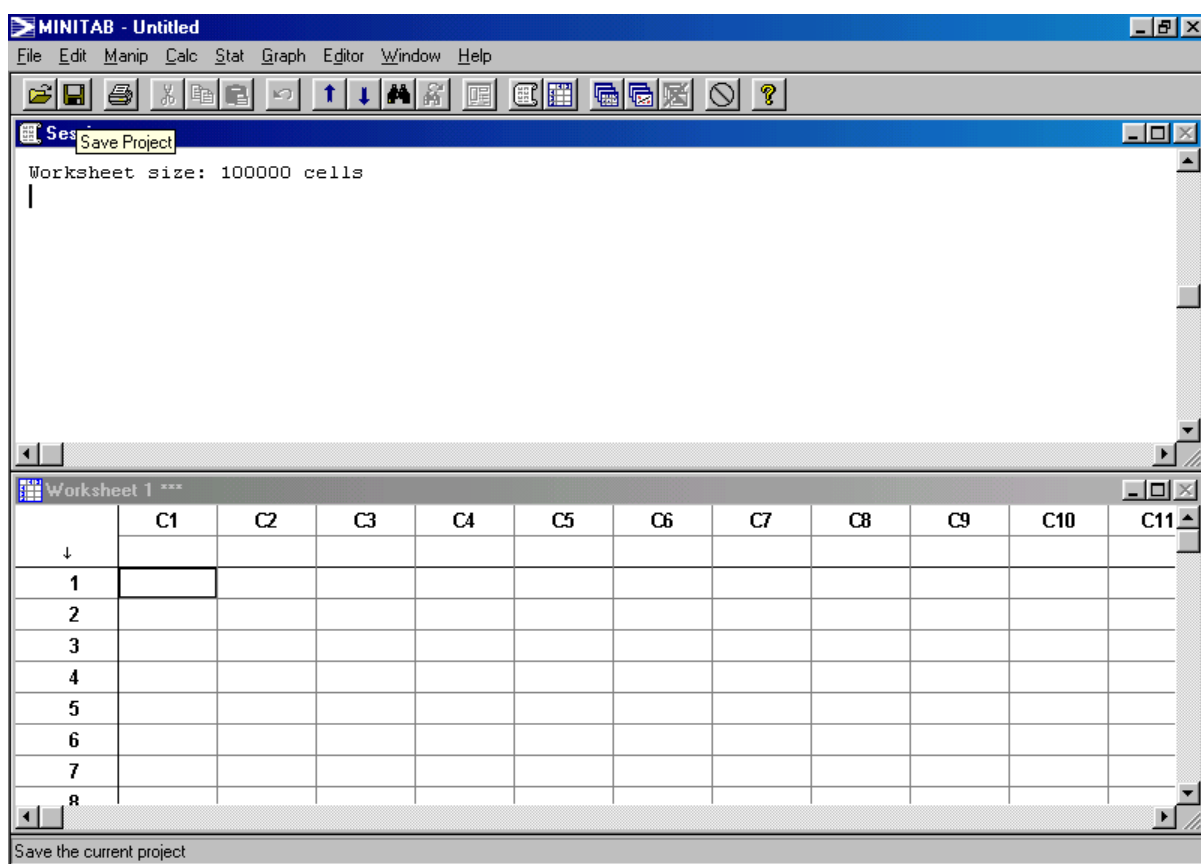 MINITAB - Untitled
File Edit Manip Calc Stat Graph Editor Window Help
Save Project
Worksheet size: 100000 cells
Worksheet 1 ***
C1 C2 C3 C4 C5 C6 C7 C8 C9 C10 C11
↓
1
2
3
4
5
6
7
8
Save the current project